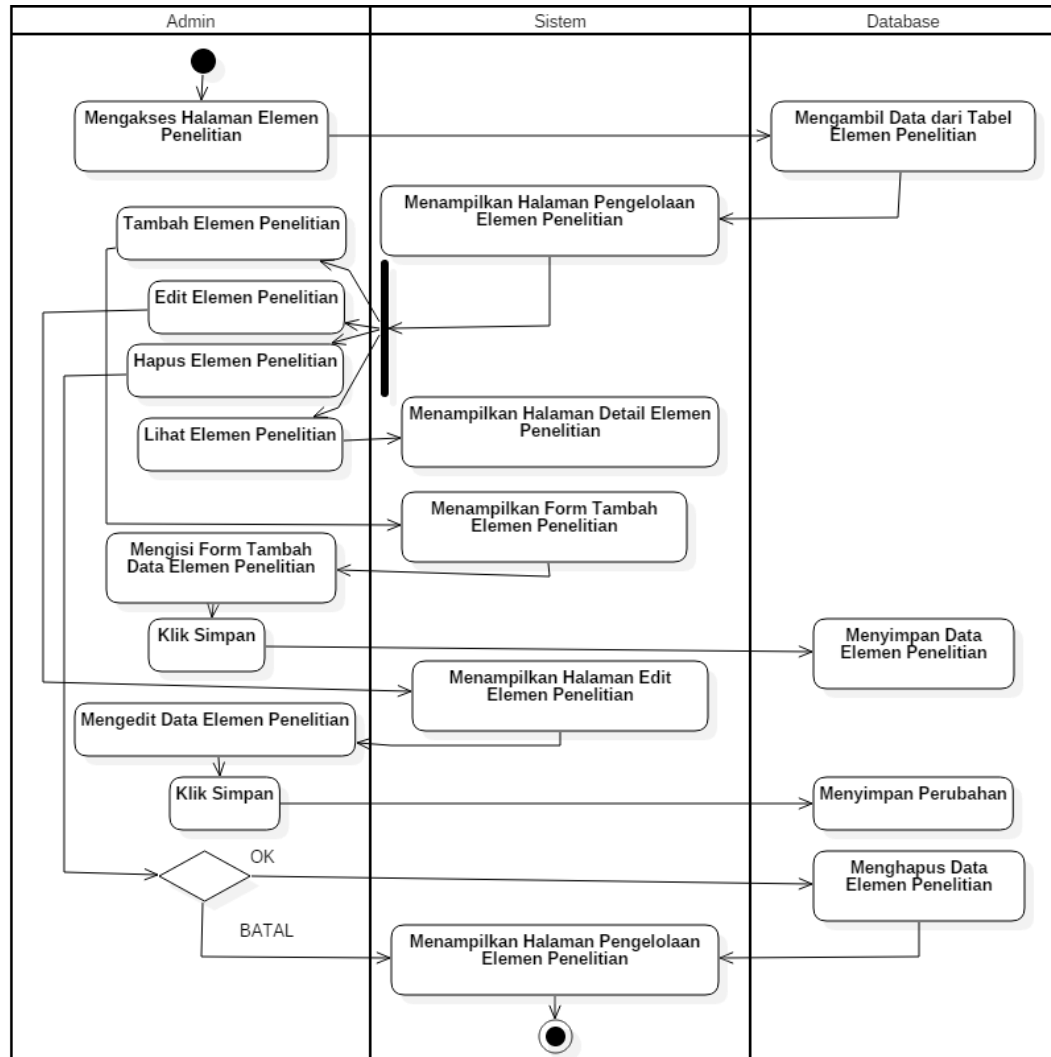 Admin
Sistem
Database
Mengakses Halaman Elemen
Penelitian
Mengambil Data dari Tabel
Elemen Penelitian
Menampilkan Halaman Pengelolaan
Elemen Penelitian
Tambah Elemen Penelitian
Edit Elemen Penelitian
Hapus Elemen Penelitian
Lihat Elemen Penelitian
Menampilkan Halaman Detail Elemen
Penelitian
Menampilkan Form Tambah
Elemen Penelitian
Mengisi Form Tambah
Data Elemen Penelitian
Klik Simpan
Menyimpan Data
Elemen Penelitian
Menampilkan Halaman Edit
Elemen Penelitian
Mengedit Data Elemen Penelitian
Klik Simpan
Menyimpan Perubahan
OK
Menghapus Data
Elemen Penelitian
BATAL
Menampilkan Halaman Pengelolaan
Elemen Penelitian